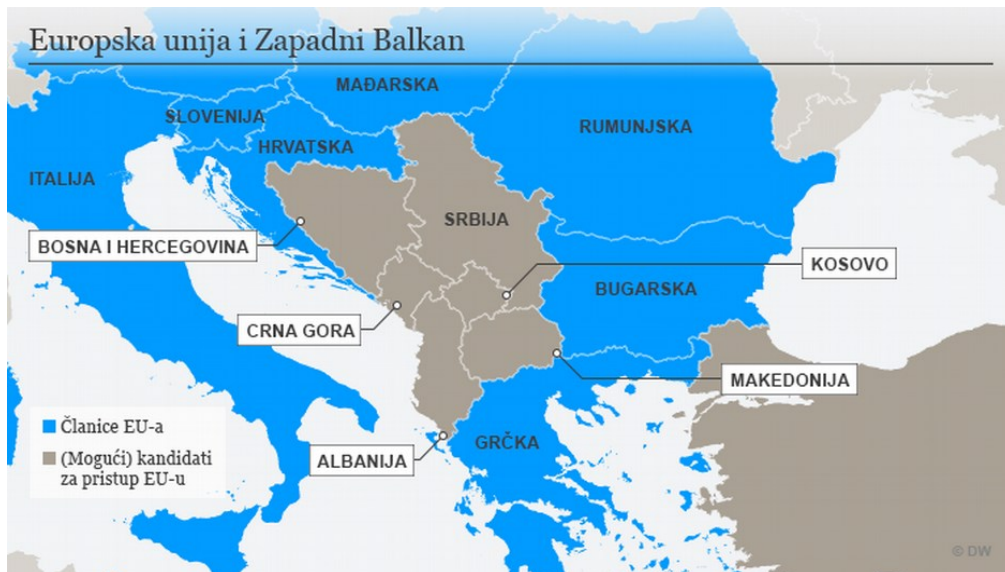 Europska unija i Zapadni Balkan
MAĐARSKA
SLOVENIJA
RUMUNJSKA
HRVATSKA
ITALIJA
SRBIJA
BOSNA I HERCEGOVINA
KOSOVO
BUGARSKA
CRNA GORA
MAKEDONIJA
Članice EU-a
GRČKA
ALBANIJA
(Mogući) kandidati
za pristup EU-u
© DW